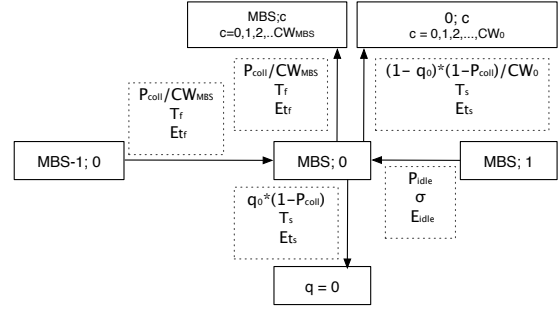 MBS;c
c=0,1,2,..CWMBS
0; c
c = 0,1,2,...,CW0
Pcoll/CWMBS
Tf
Etf
Pcoll/CWMBS
Tf
Etf
(1- q0)*(1-Pcoll)/CW0
Ts
Ets
MBS-1; 0
MBS; 0
MBS; 1
q0*(1-Pcoll)
Ts
Ets
Pidle
σ
Eidle
q = 0